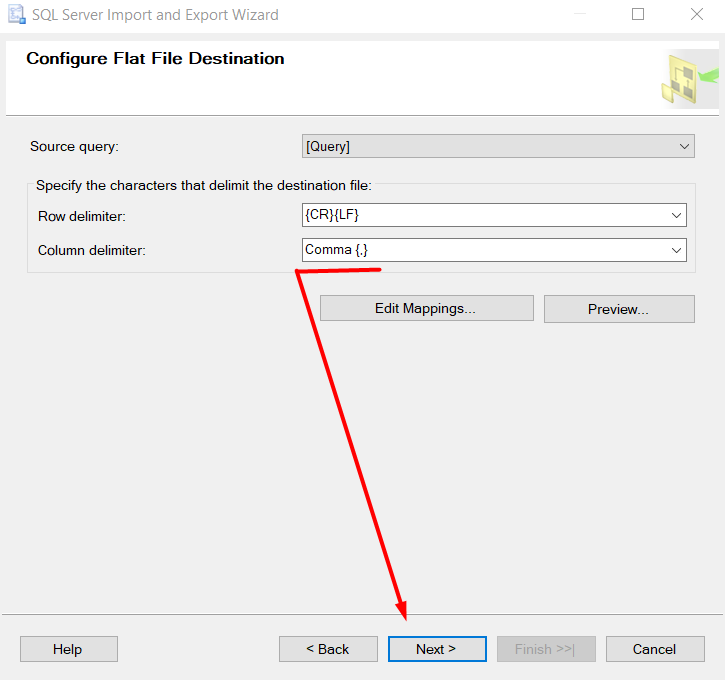 SQL Server Import and Export Wizard
Configure Flat File Destination
Source query: [Query]
Specify the characters that delimit the destination file:
Row delimiter: {CR}{LF}
Column delimiter: Comma {,}
Edit Mappings... Preview...
Help < Back Next > Finish >>| Cancel